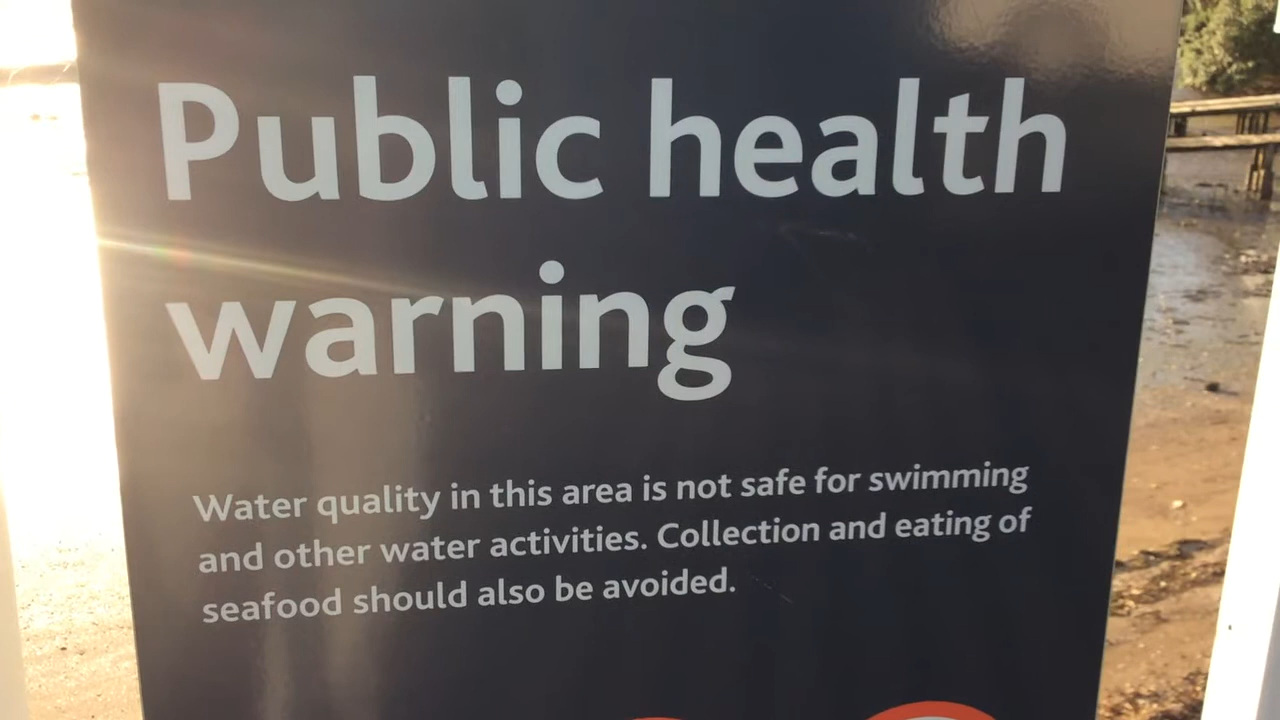 Public health
warning
Water quality in this area is not safe for swimming
and other water activities. Collection and eating of
seafood should also be avoided.